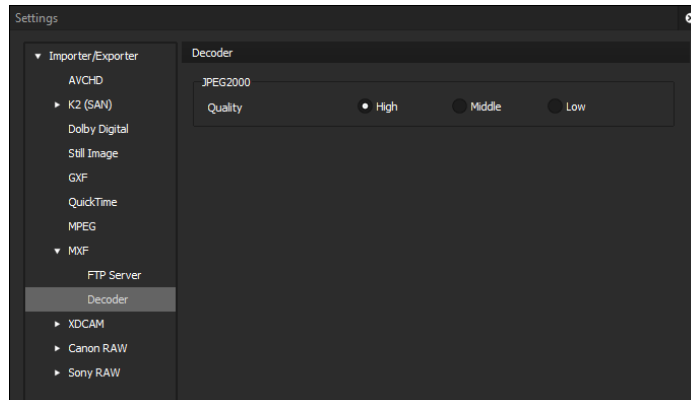 Settings
Importer/Exporter
AVCHD
K2 (SAN)
Dolby Digital
Still Image
GXF
QuickTime
MPEG
MXF
FTP Server
Decoder
XDCAM
Canon RAW
Sony RAW
Decoder
JPEG2000
Quality High Middle Low